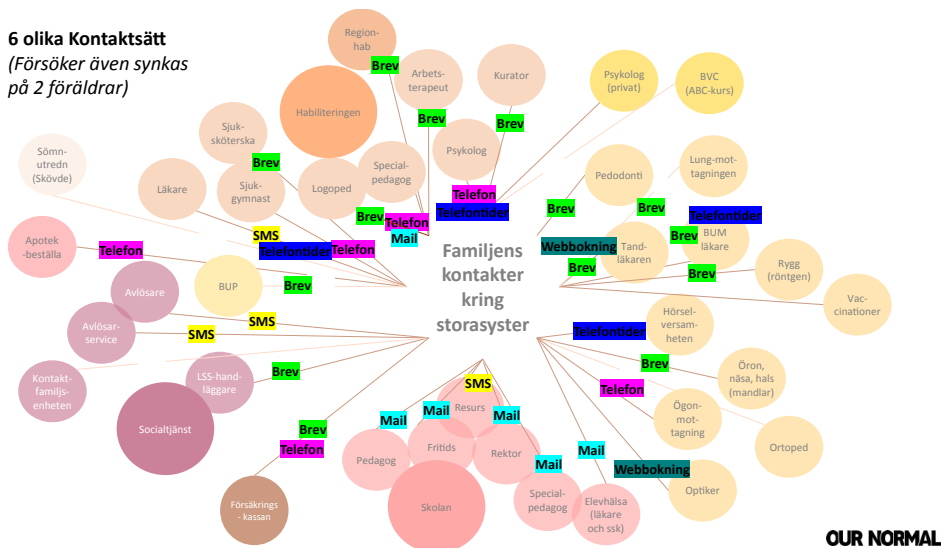 6 olika Kontaktsätt
(Försöker även synkas
på 2 föräldrar)
Region-
hab
Brev
Arbets-
terapeut
Brev
Kurator
Brev
Psykolog
(privat)
BVC
(ABC-kurs)
Habiliteringen
Sjuk-
sköterska
Brev
Sömn-
utredn
(Skövde)
Läkare
SMS
Sjuk-
gymnast
Telefontider
Logoped
Telefon
Special-
pedagog
Brev
Telefon
Mail
Psykolog
Telefon
Telefontider
Pedodonti
Brev
Lung-mot-
tagningen
Brev
Telefontider
Brev
BUM
läkare
Webbokning
Tand-
läkaren
Brev
Brev
Rygg
(röntgen)
Vac-
cinationer
Apotek
-beställa
Telefon
BUP
Brev
Familjens
kontakter
kring
storasyster
Avlösare
SMS
Avlösar-
service
SMS
Kontakt-
familjs-
enheten
LSS-hand-
läggare
Brev
Socialtjänst
Brev
Telefon
Försäkrings
- kassan
Hörsel-
versam-
heten
Telefontider
Brev
Öron,
näsa, hals
(mandlar)
Telefon
Ögon-
mot-
tagning
Ortoped
Webbokning
Optiker
SMS
Resurs
Mail
Mail
Mail
Pedagog
Fritids
Rektor
Skolan
Mail
Special-
pedagog
Mail
Elevhälsa
(läkare
och ssk)
OUR NORMAL